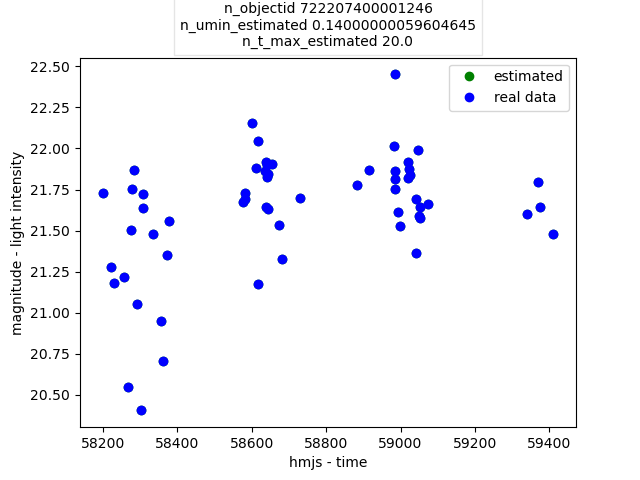 n_objectid 722207400001246
n_umin_estimated 0.14000000059604645
n_t_max_estimated 20.0
estimated
real data
22.50
22.25
22.00
21.75
21.50
21.25
21.00
20.75
20.50
magnitude - light intensity
58200 58400 58600 58800 59000 59200 59400
hmjs - time